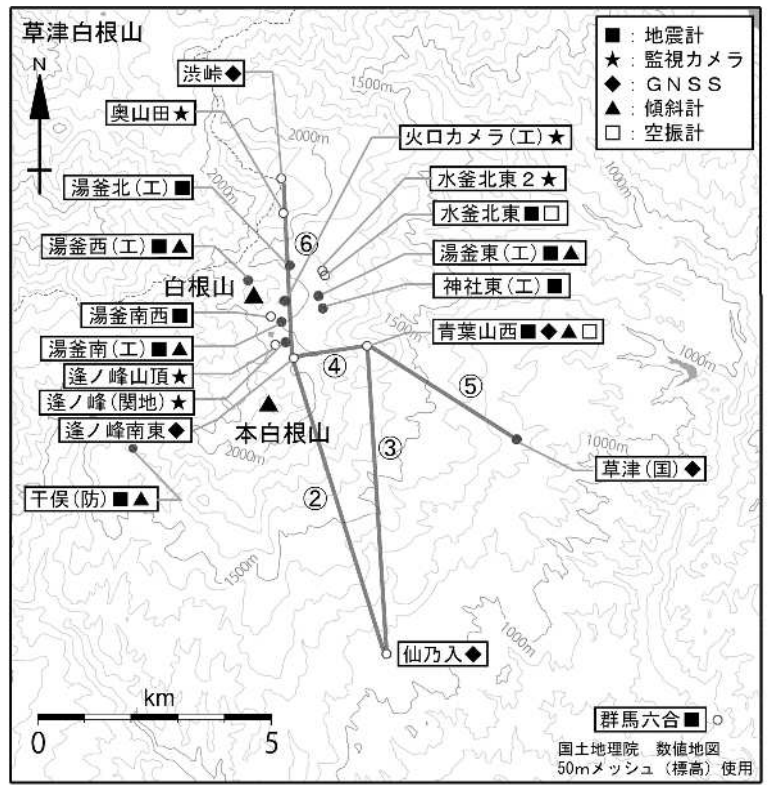 草津白根山
N
■：地震計
★：監視カメラ
◆：ＧＮＳＳ
▲：傾斜計
□：空振計
渋峠◆
奥山田★
湯釜北(工)■
湯釜西(工)■▲
白根山
湯釜南西■
湯釜南(工)■▲
逢ノ峰山頂★
逢ノ峰(関地)★
逢ノ峰南東◆
本白根山
干俣(防)■▲
火口カメラ(工)★
水釜北東２★
水釜北東■□
湯釜東(工)■▲
神社東(工)■
青葉山西■◆▲□
草津(国)◆
仙乃入◆
群馬六合■
⑥
④
⑤
③
②
1500m
2000m
2000m
1000m
1500m
1000m
1000m
2000m
1500m
1000m
km
0 5
国土地理院　数値地図
50mメッシュ（標高）使用